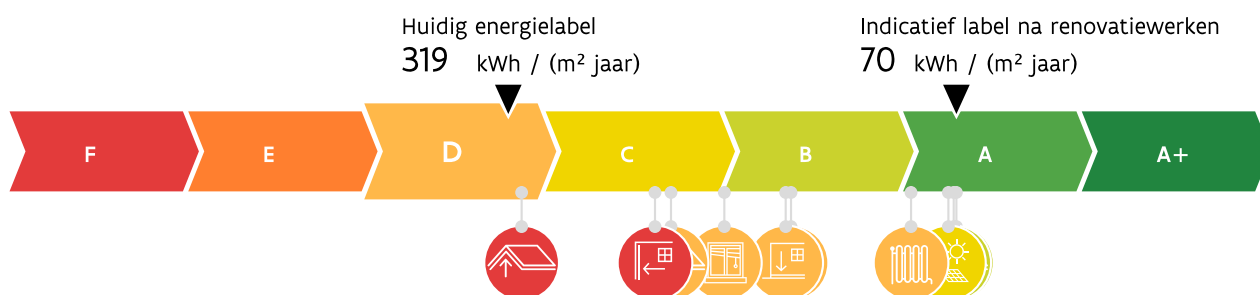 Huidig energielabel
319 kWh / (m² jaar)
Indicatief label na renovatiewerken
70 kWh / (m² jaar)
F E D C B A A+